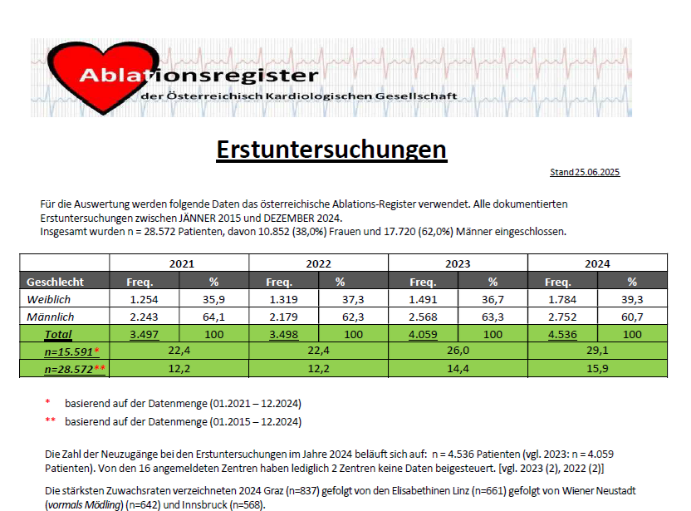 Ablationsregister
der Österreichisch Kardiologischen Gesellschaft
Erstuntersuchungen
Stand 25.06.2025
Für die Auswertung werden folgende Daten das österreichische Ablations-Register verwendet. Alle dokumentierten
Erstuntersuchungen zwischen JÄNNER 2015 und DEZEMBER 2024.
Insgesamt wurden n = 28.572 Patienten, davon 10.852 (38,0%) Frauen und 17.720 (62,0%) Männer eingeschlossen.
2021 2022 2023 2024
Geschlecht Freq. % Freq. % Freq. % Freq. %
Weiblich 1.254 35,9 1.319 37,3 1.491 36,7 1.784 39,3
Männlich 2.243 64,1 2.179 62,3 2.568 63,3 2.752 60,7
Total 3.497 100 3.498 100 4.059 100 4.536 100
n=15.591* 22,4 22,4 26,0 29,1
n=28.572** 12,2 12,2 14,4 15,9
* basierend auf der Datenmenge (01.2021 – 12.2024)
** basierend auf der Datenmenge (01.2015 – 12.2024)
Die Zahl der Neuzugänge bei den Erstuntersuchungen im Jahre 2024 beläuft sich auf: n = 4.536 Patienten (vgl. 2023: n = 4.059
Patienten). Von den 16 angemeldeten Zentren haben lediglich 2 Zentren keine Daten beigesteuert. [vgl. 2023 (2), 2022 (2)]
Die stärksten Zuwachsraten verzeichneten 2024 Graz (n=837) gefolgt von den Elisabethinen Linz (n=661) gefolgt von Wiener Neustadt
(vormals Mödling) (n=642) und Innsbruck (n=568).